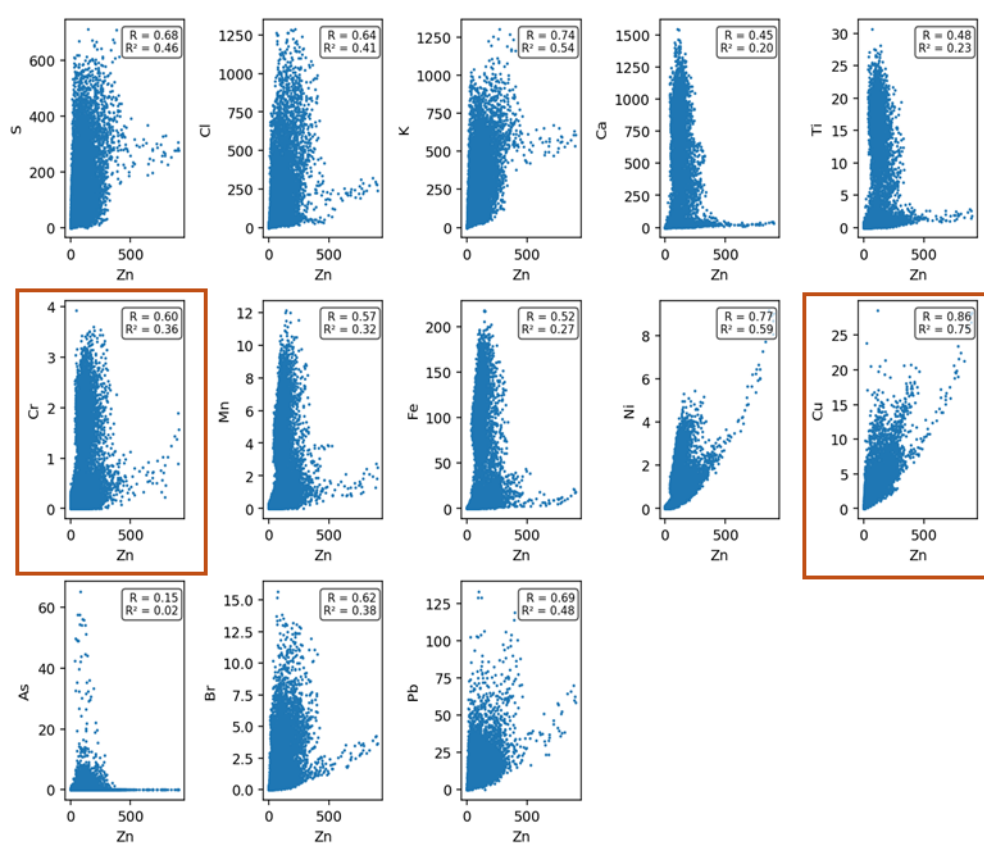 R = 0.68
R² = 0.46
600
400
200
0
S
0 500
Zn
R = 0.64
R² = 0.41
1250
1000
750
500
250
0
Cl
0 500
Zn
R = 0.74
R² = 0.54
1250
1000
750
500
250
0
K
0 500
Zn
R = 0.45
R² = 0.20
1500
1250
1000
750
500
250
0
Ca
0 500
Zn
R = 0.48
R² = 0.23
30
25
20
15
10
5
0
Ti
0 500
Zn
R = 0.60
R² = 0.36
4
3
2
1
0
Cr
0 500
Zn
R = 0.57
R² = 0.32
12
10
8
6
4
2
0
Mn
0 500
Zn
R = 0.52
R² = 0.27
200
150
100
50
0
Fe
0 500
Zn
R = 0.77
R² = 0.59
8
6
4
2
0
Ni
0 500
Zn
R = 0.86
R² = 0.75
25
20
15
10
5
0
Cu
0 500
Zn
R = 0.15
R² = 0.02
60
40
20
0
As
0 500
Zn
R = 0.62
R² = 0.38
15.0
12.5
10.0
7.5
5.0
2.5
0.0
Br
0 500
Zn
R = 0.69
R² = 0.48
125
100
75
50
25
0
Pb
0 500
Zn